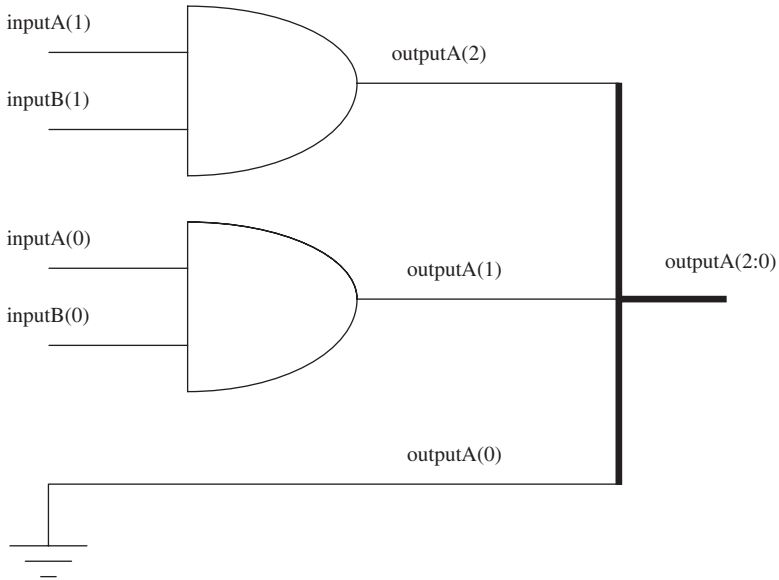 inputA(1)
outputA(2)
inputB(1)
inputA(0)
outputA(1)
outputA(2:0)
inputB(0)
outputA(0)